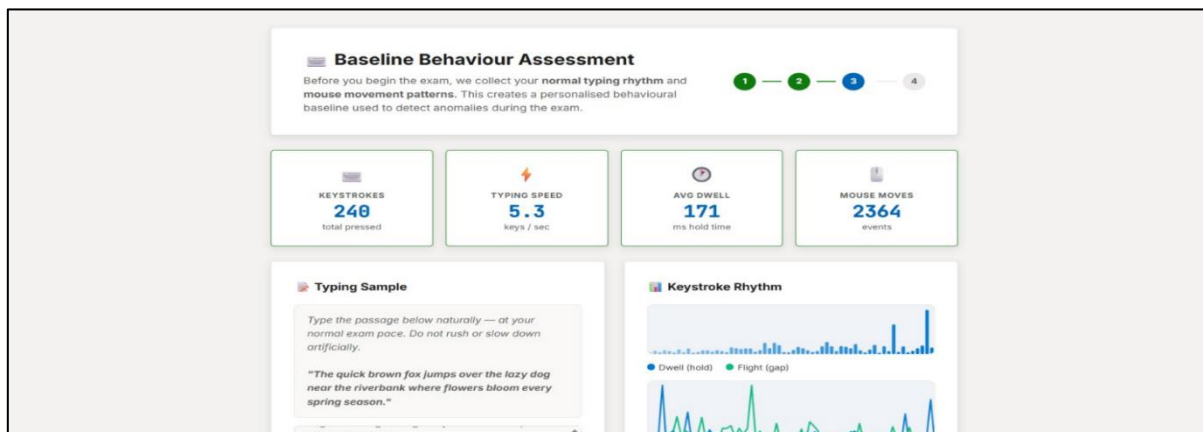 Baseline Behaviour Assessment
Before you begin the exam, we collect your normal typing rhythm and
mouse movement patterns. This creates a personalised behavioural
baseline used to detect anomalies during the exam.
1 2 3 4
KEYSTROKES
240
total pressed
TYPING SPEED
5.3
keys / sec
AVG DWELL
171
ms hold time
MOUSE MOVES
2364
events
Typing Sample
Type the passage below naturally — at your
normal exam pace. Do not rush or slow down
artificially.
"The quick brown fox jumps over the lazy dog
near the riverbank where flowers bloom every
spring season."
Keystroke Rhythm
Dwell (hold) Flight (gap)